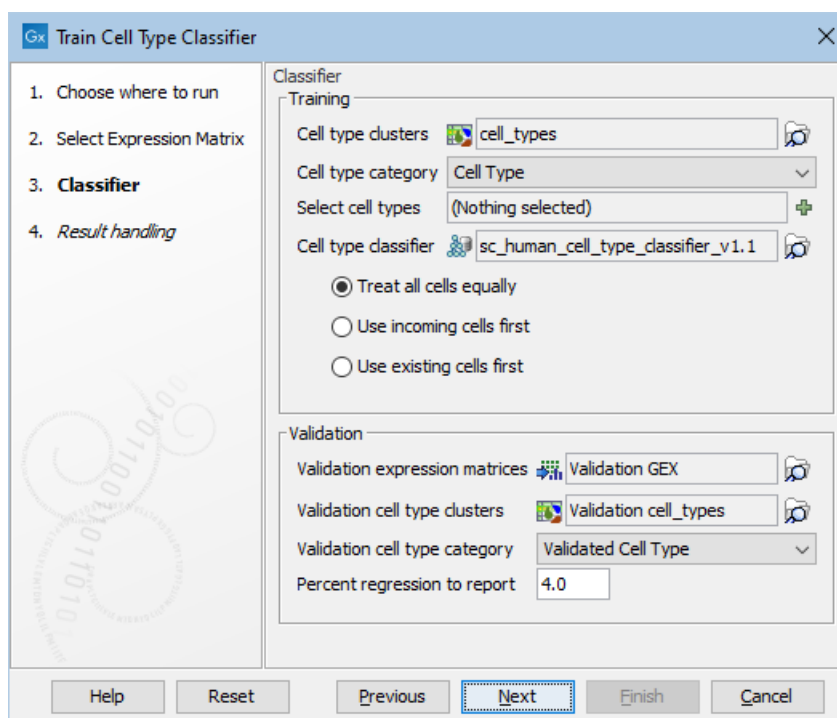 Gx Train Cell Type Classifier
1. Choose where to run
2. Select Expression Matrix
3. Classifier
4. Result handling
Classifier
Training
Cell type clusters cell_types
Cell type category Cell Type
Select cell types (Nothing selected)
Cell type classifier sc_human_cell_type_classifier_v1.1
Treat all cells equally
Use incoming cells first
Use existing cells first
Validation
Validation expression matrices Validation GEX
Validation cell type clusters Validation cell_types
Validation cell type category Validated Cell Type
Percent regression to report 4.0
Help Reset Previous Next Finish Cancel